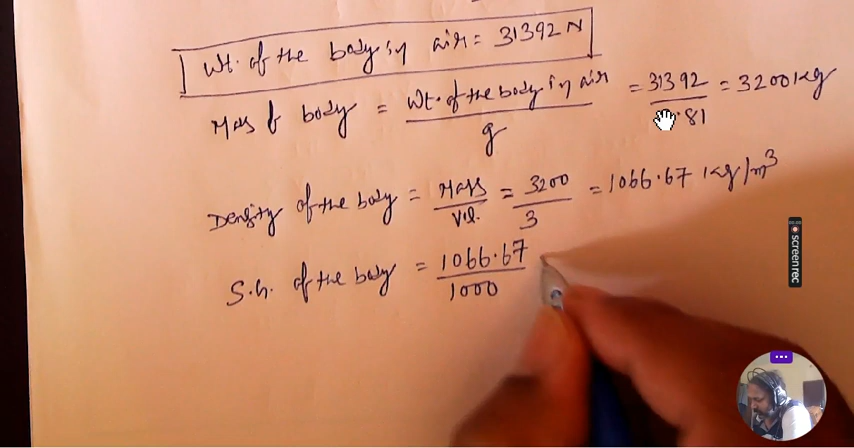 Wt. of the body in air = 31392 N
Mass of body = Wt. of the body in air / g = 31392 / 9.81 = 3200 kg
Density of the body = Mass / Vol. = 3200 / 3 = 1066.67 kg/m³
S.G. of the body = 1066.67 / 1000
screenrec